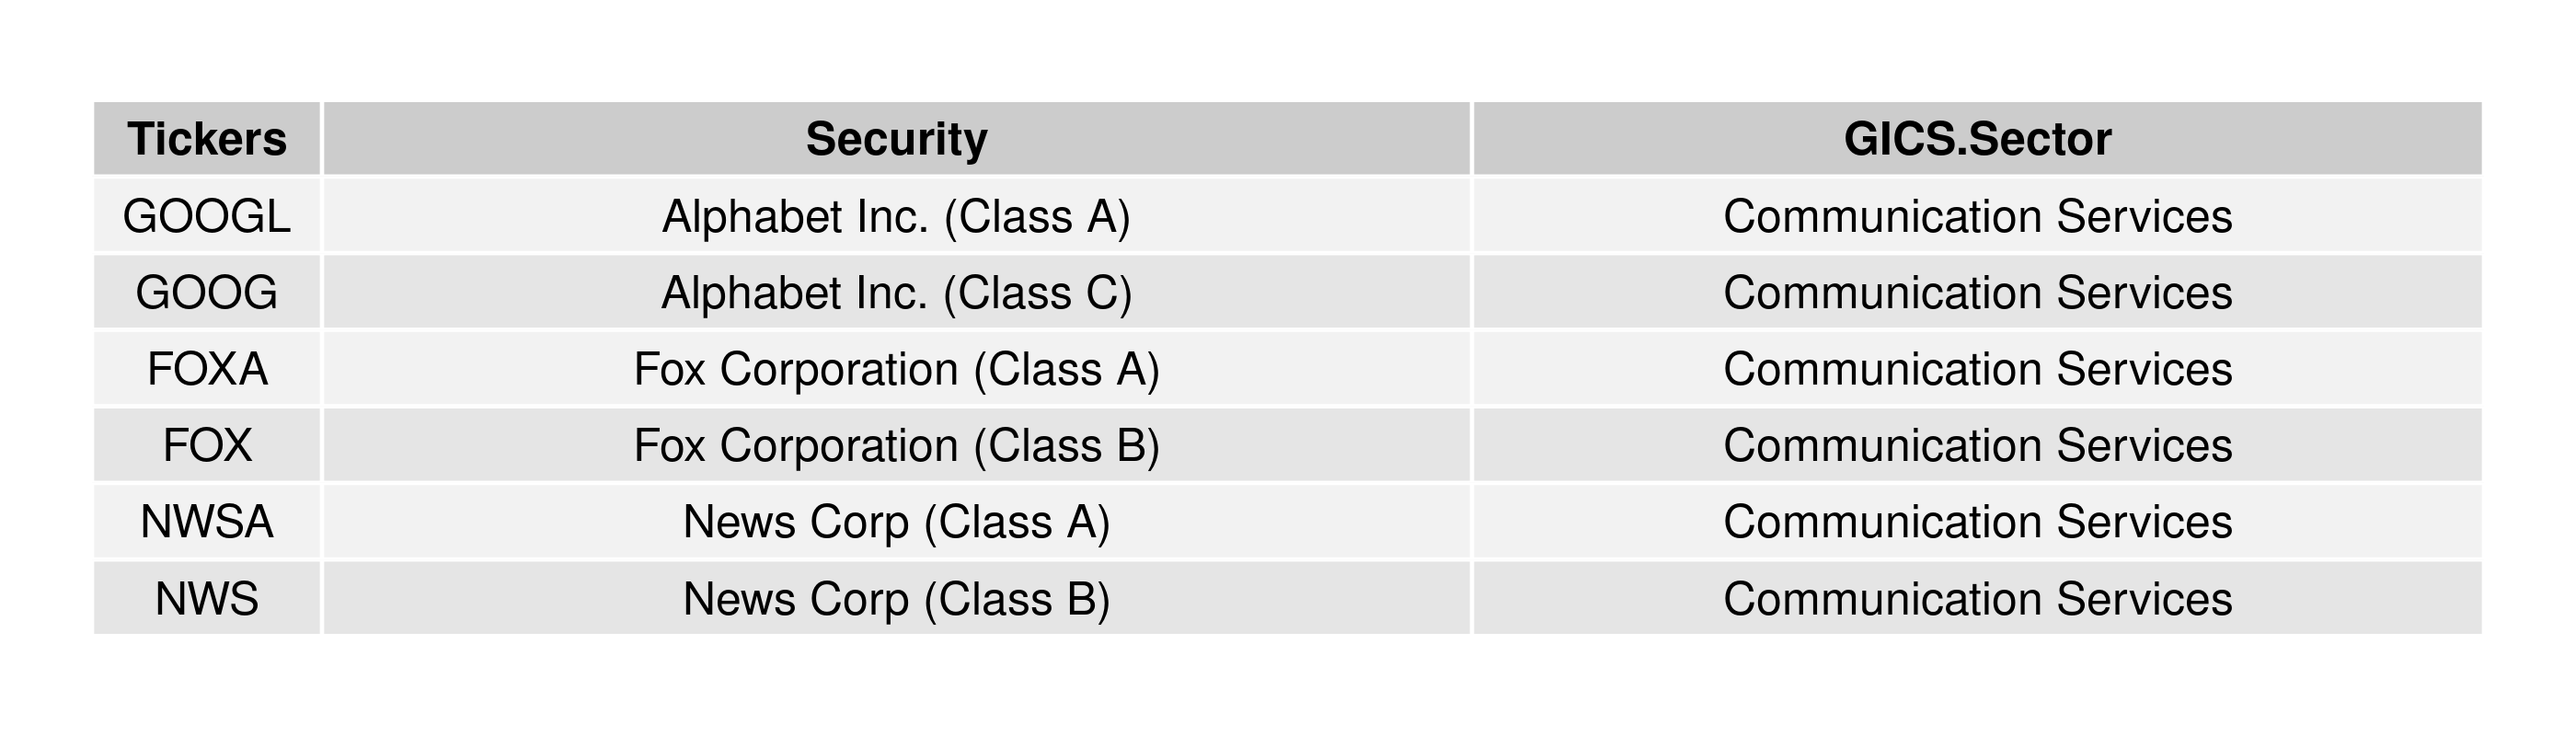 Tickers Security GICS.Sector
GOOGL Alphabet Inc. (Class A) Communication Services
GOOG Alphabet Inc. (Class C) Communication Services
FOXA Fox Corporation (Class A) Communication Services
FOX Fox Corporation (Class B) Communication Services
NWSA News Corp (Class A) Communication Services
NWS News Corp (Class B) Communication Services